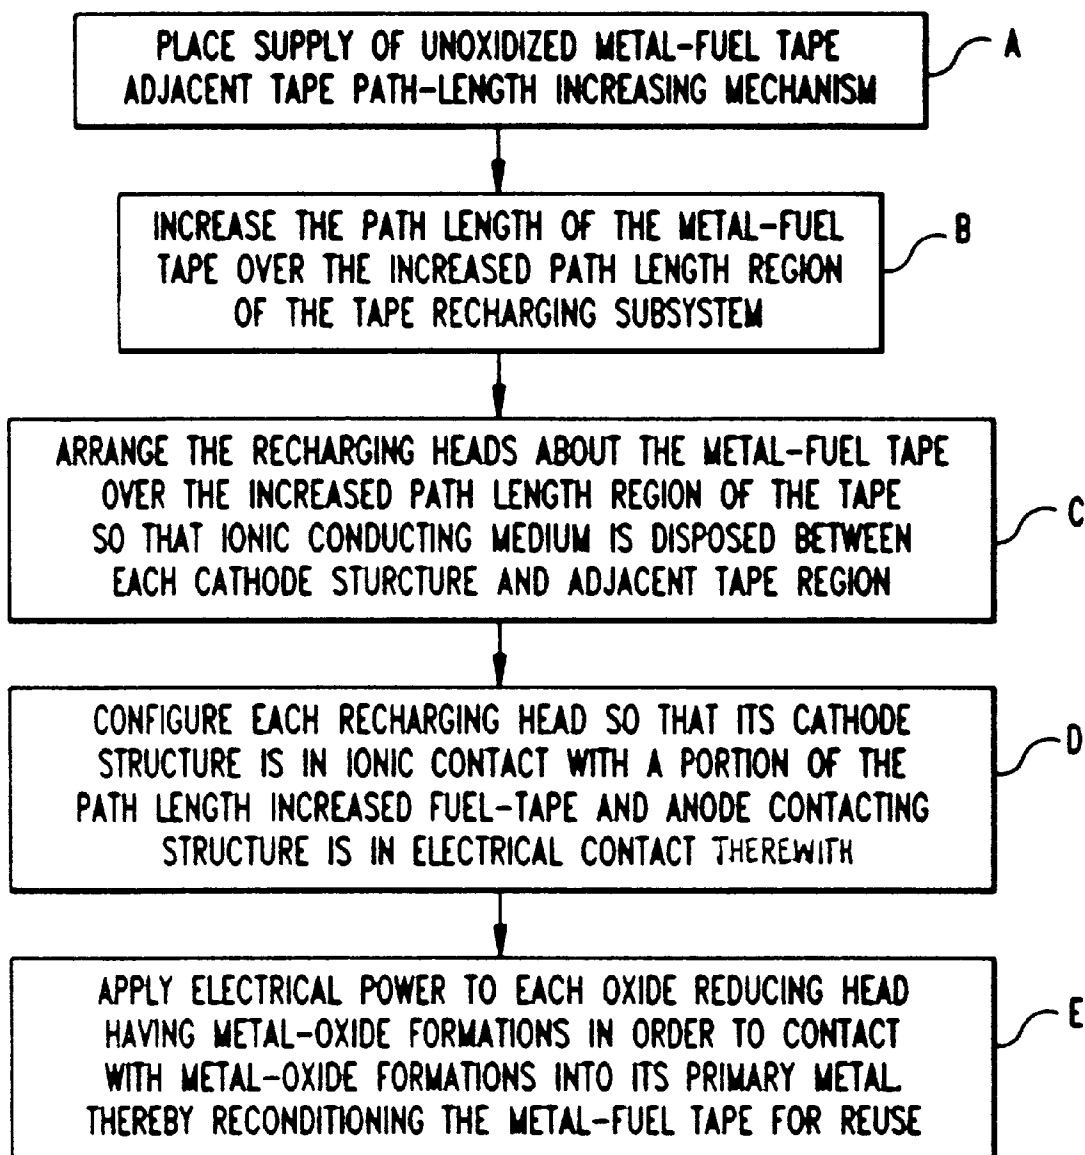 PLACE SUPPLY OF UNOXIDIZED METAL-FUEL TAPE
ADJACENT TAPE PATH-LENGTH INCREASING MECHANISM
A
INCREASE THE PATH LENGTH OF THE METAL-FUEL
TAPE OVER THE INCREASED PATH LENGTH REGION
OF THE TAPE RECHARGING SUBSYSTEM
B
ARRANGE THE RECHARGING HEADS ABOUT THE METAL-FUEL TAPE
OVER THE INCREASED PATH LENGTH REGION OF THE TAPE
SO THAT IONIC CONDUCTING MEDIUM IS DISPOSED BETWEEN
EACH CATHODE STURCTURE AND ADJACENT TAPE REGION
C
CONFIGURE EACH RECHARGING HEAD SO THAT ITS CATHODE
STRUCTURE IS IN IONIC CONTACT WITH A PORTION OF THE
PATH LENGTH INCREASED FUEL-TAPE AND ANODE CONTACTING
STRUCTURE IS IN ELECTRICAL CONTACT THEREWITH
D
APPLY ELECTRICAL POWER TO EACH OXIDE REDUCING HEAD
HAVING METAL-OXIDE FORMATIONS IN ORDER TO CONTACT
WITH METAL-OXIDE FORMATIONS INTO ITS PRIMARY METAL.
THEREBY RECONDITIONING THE METAL-FUEL TAPE FOR REUSE
E